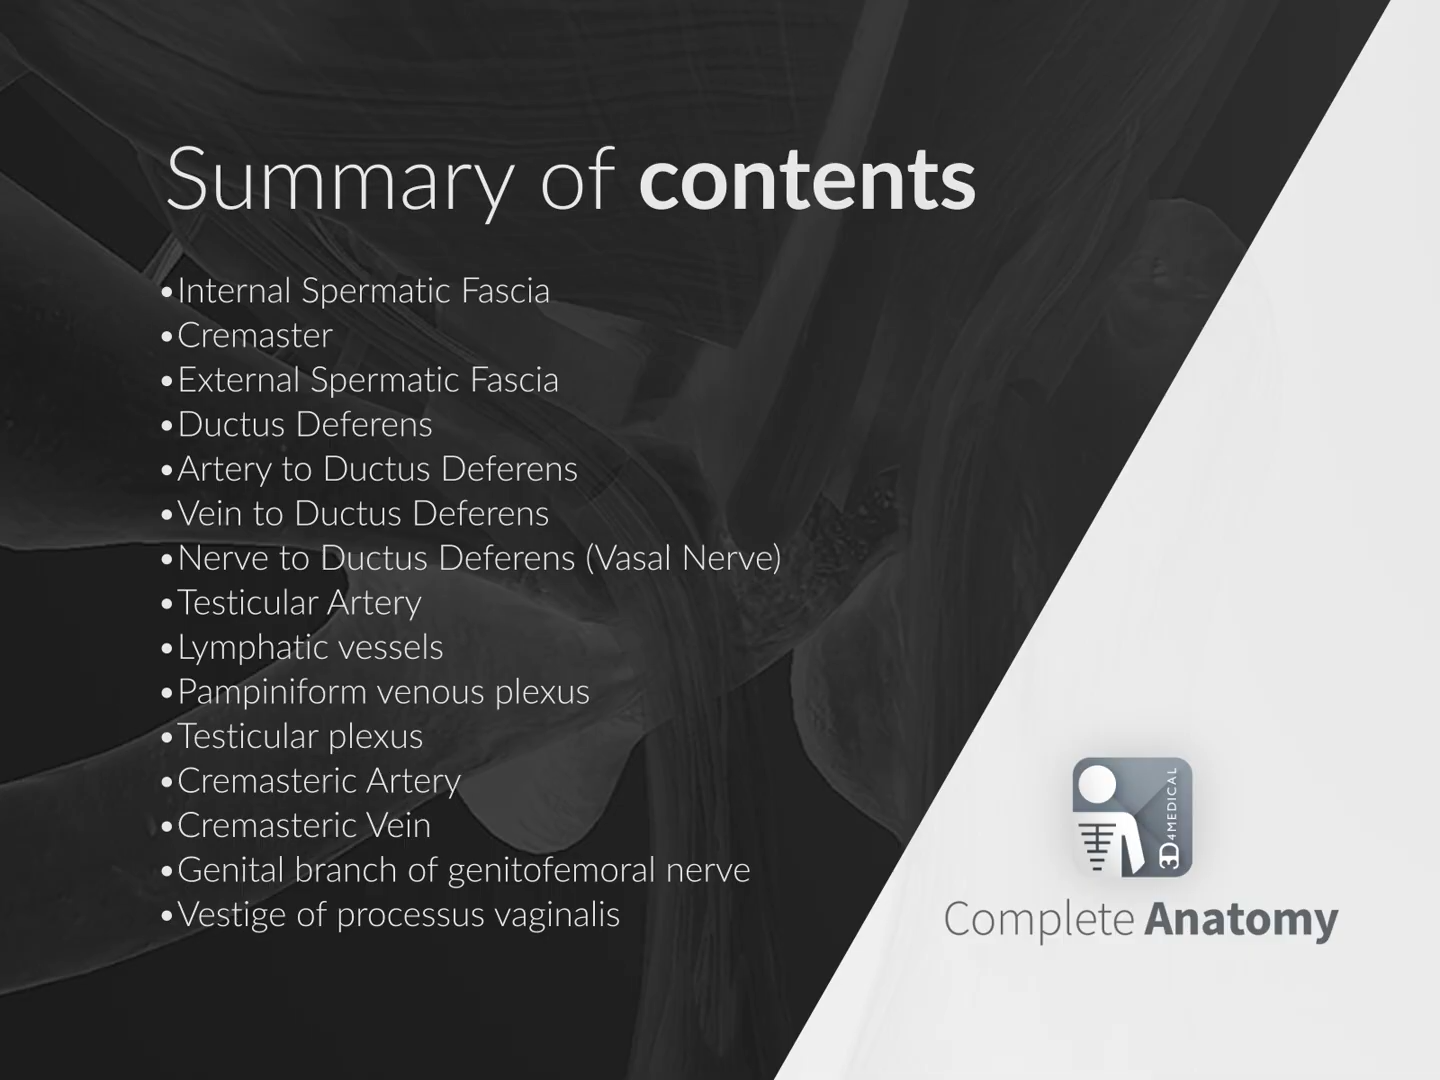 Summary of contents
•Internal Spermatic Fascia
•Cremaster
•External Spermatic Fascia
•Ductus Deferens
•Artery to Ductus Deferens
•Vein to Ductus Deferens
•Nerve to Ductus Deferens (Vasal Nerve)
•Testicular Artery
•Lymphatic vessels
•Pampiniform venous plexus
•Testicular plexus
•Cremasteric Artery
•Cremasteric Vein
•Genital branch of genitofemoral nerve
•Vestige of processus vaginalis
3D4MEDICAL
Complete Anatomy